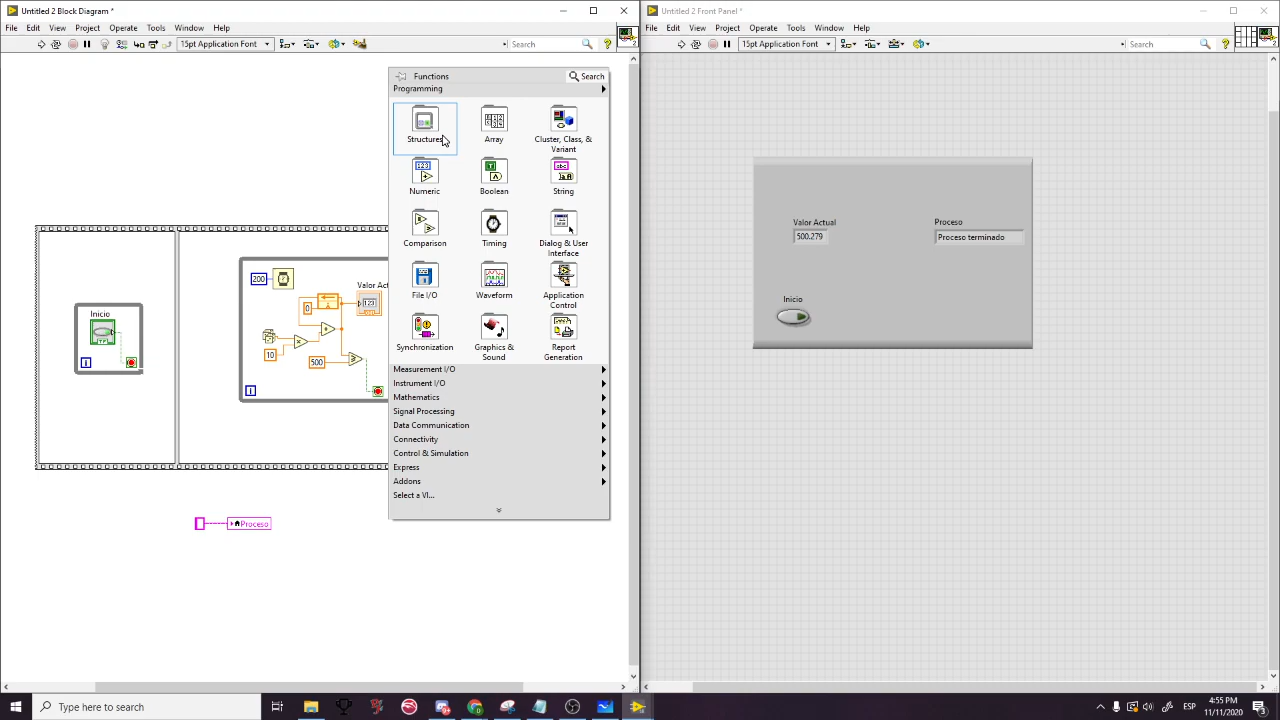 Untitled 2 Block Diagram *
File Edit View Project Operate Tools Window Help
15pt Application Font
Search
Functions
Search
Programming
Structures
Array
Cluster, Class, &
Variant
Numeric
Boolean
String
Comparison
Timing
Dialog & User
Interface
File I/O
Waveform
Application
Control
Synchronization
Graphics &
Sound
Report
Generation
Measurement I/O
Instrument I/O
Mathematics
Signal Processing
Data Communication
Connectivity
Control & Simulation
Express
Addons
Select a VI...
Inicio
TF
i
200
Valor Act
0
123
10
500
i
Proceso
Untitled 2 Front Panel *
File Edit View Project Operate Tools Window Help
15pt Application Font
Search
Valor Actual
500.279
Proceso
Proceso terminado
Inicio
Type here to search
ESP
4:55 PM
11/11/2020